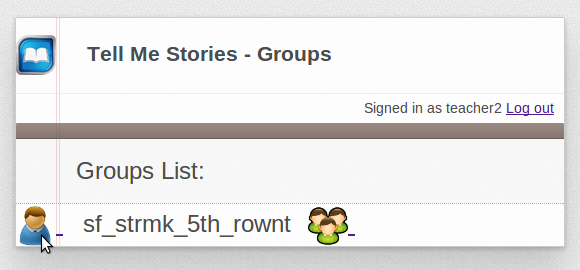 Tell Me Stories - Groups
Signed in as teacher2 Log out
Groups List:
sf_strmk_5th_rownt